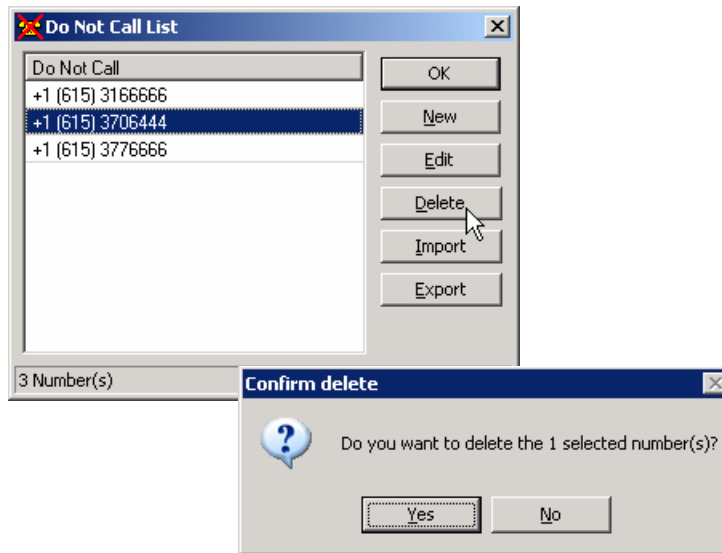 Do Not Call List
Do Not Call
+1 (615) 3166666
+1 (615) 3706444
+1 (615) 3776666
OK
New
Edit
Delete
Import
Export
3 Number(s)
Confirm delete
Do you want to delete the 1 selected number(s)?
Yes
No